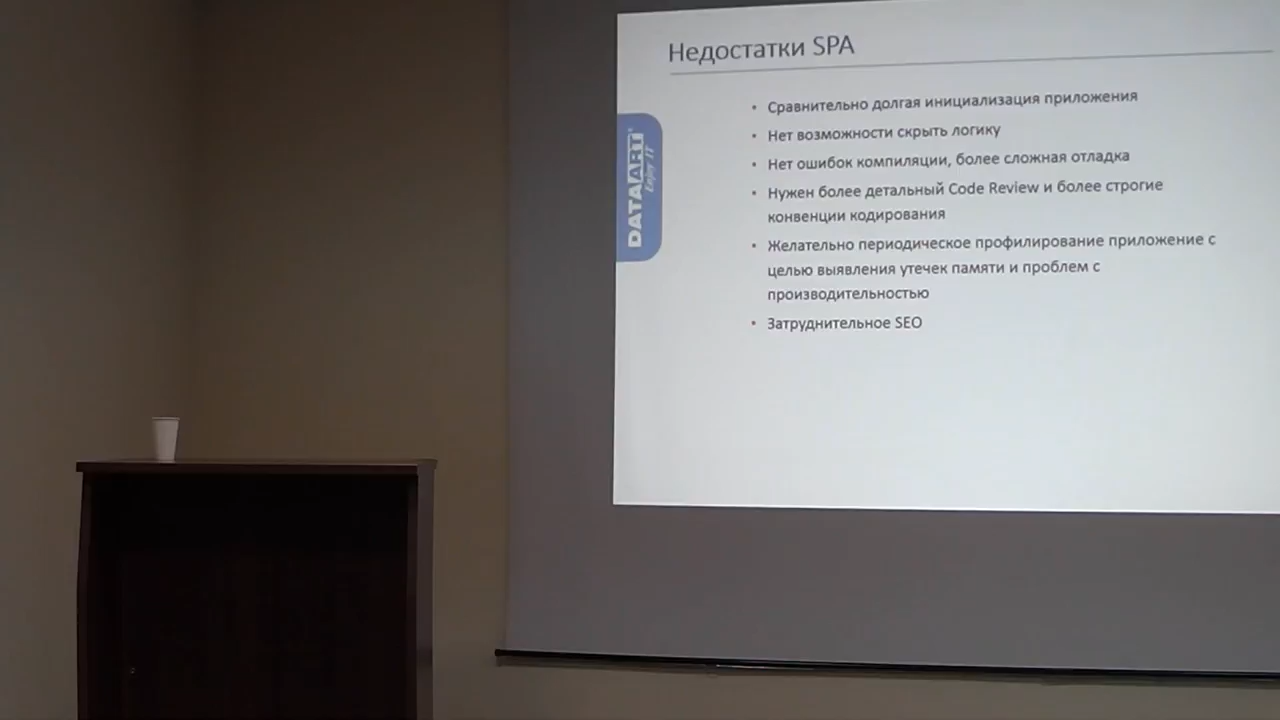 Недостатки SPA
• Сравнительно долгая инициализация приложения
• Нет возможности скрыть логику
• Нет ошибок компиляции, более сложная отладка
• Нужен более детальный Code Review и более строгие
конвенции кодирования
• Желательно периодическое профилирование приложение с
целью выявления утечек памяти и проблем с
производительностью
• Затруднительное SEO
DATAART
Enjoy IT